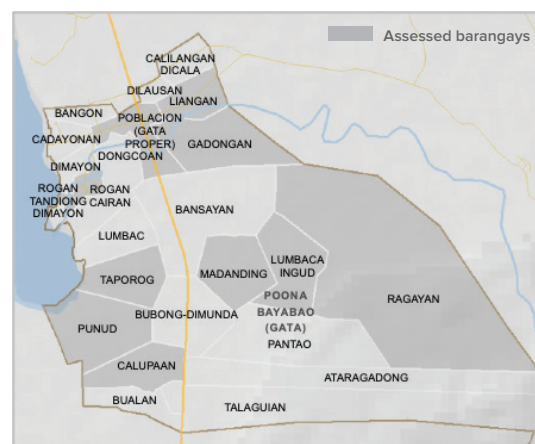 Assessed barangays
CALILANGAN
DICALA
DILAUSAN
LIANGAN
BANGON
POBLACION
(GATA
PROPER)
CADAYONAN
GADONGAN
DONGCOAN
DIMAYON
ROGAN
TANDIONG
DIMAYON
ROGAN
CAIRAN
BANSAYAN
LUMBAC
LUMBACA
INGUD
MADANDING
TAPOROG
RAGAYAN
POONA
BAYABAO
(GATA)
BUBONG-DIMUNDA
PUNUD
PANTAO
CALUPAAN
ATARAGADONG
BUALAN
TALAGUIAN